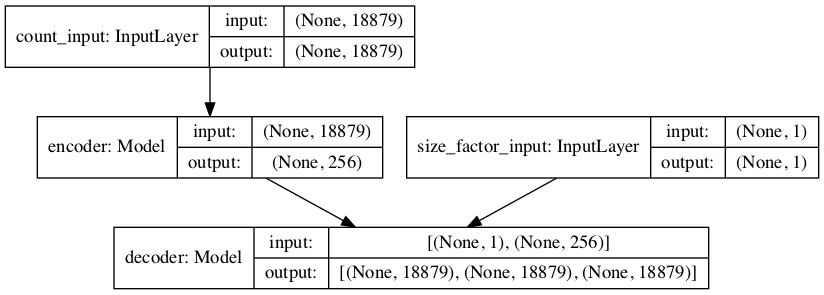 count_input: InputLayer
input:
(None, 18879)
output:
(None, 18879)
encoder: Model
input:
(None, 18879)
output:
(None, 256)
size_factor_input: InputLayer
input:
(None, 1)
output:
(None, 1)
decoder: Model
input:
[(None, 1), (None, 256)]
output:
[(None, 18879), (None, 18879), (None, 18879)]